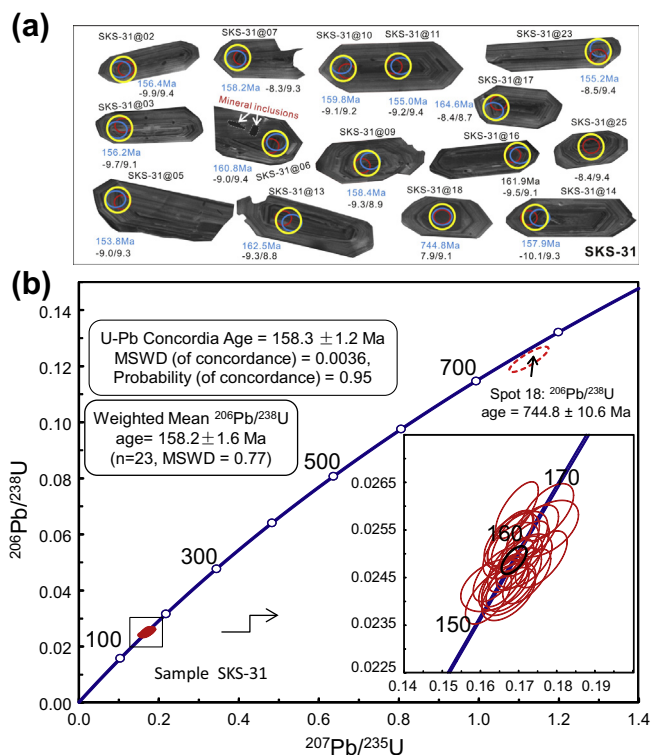 (a)
SKS-31@02
156.4Ma
-9.9/9.4
SKS-31@07
158.2Ma
-8.3/9.3
SKS-31@10
159.8Ma
-9.1/9.2
SKS-31@11
155.0Ma
-9.2/9.4
SKS-31@23
155.2Ma
-8.5/9.4
SKS-31@03
156.2Ma
-9.7/9.1
Mineral inclusions
SKS-31@06
160.8Ma
-9.0/9.4
SKS-31@09
158.4Ma
-9.3/8.9
SKS-31@17
164.6Ma
-8.4/8.7
SKS-31@16
161.9Ma
-9.5/9.1
SKS-31@25
-8.4/9.4
SKS-31@05
153.8Ma
-9.0/9.3
SKS-31@13
162.5Ma
-9.3/8.8
SKS-31@18
744.8Ma
7.9/9.1
SKS-31@14
157.9Ma
-10.1/9.3
SKS-31
(b)
U-Pb Concordia Age = 158.3 ±1.2 Ma
MSWD (of concordance) = 0.0036,
Probability (of concordance) = 0.95
Weighted Mean ²⁰⁶Pb/²³⁸U
age= 158.2±1.6 Ma
(n=23, MSWD = 0.77)
Spot 18: ²⁰⁶Pb/²³⁸U
age = 744.8 ± 10.6 Ma
100
300
500
700
Sample SKS-31
150
160
170
0.0265
0.0255
0.0245
0.0235
0.0225
0.14 0.15 0.16 0.17 0.18 0.19
0.14
0.12
0.10
0.08
0.06
0.04
0.02
0.00
²⁰⁶Pb/²³⁸U
0.0 0.2 0.4 0.6 0.8 1.0 1.2 1.4
²⁰⁷Pb/²³⁵U